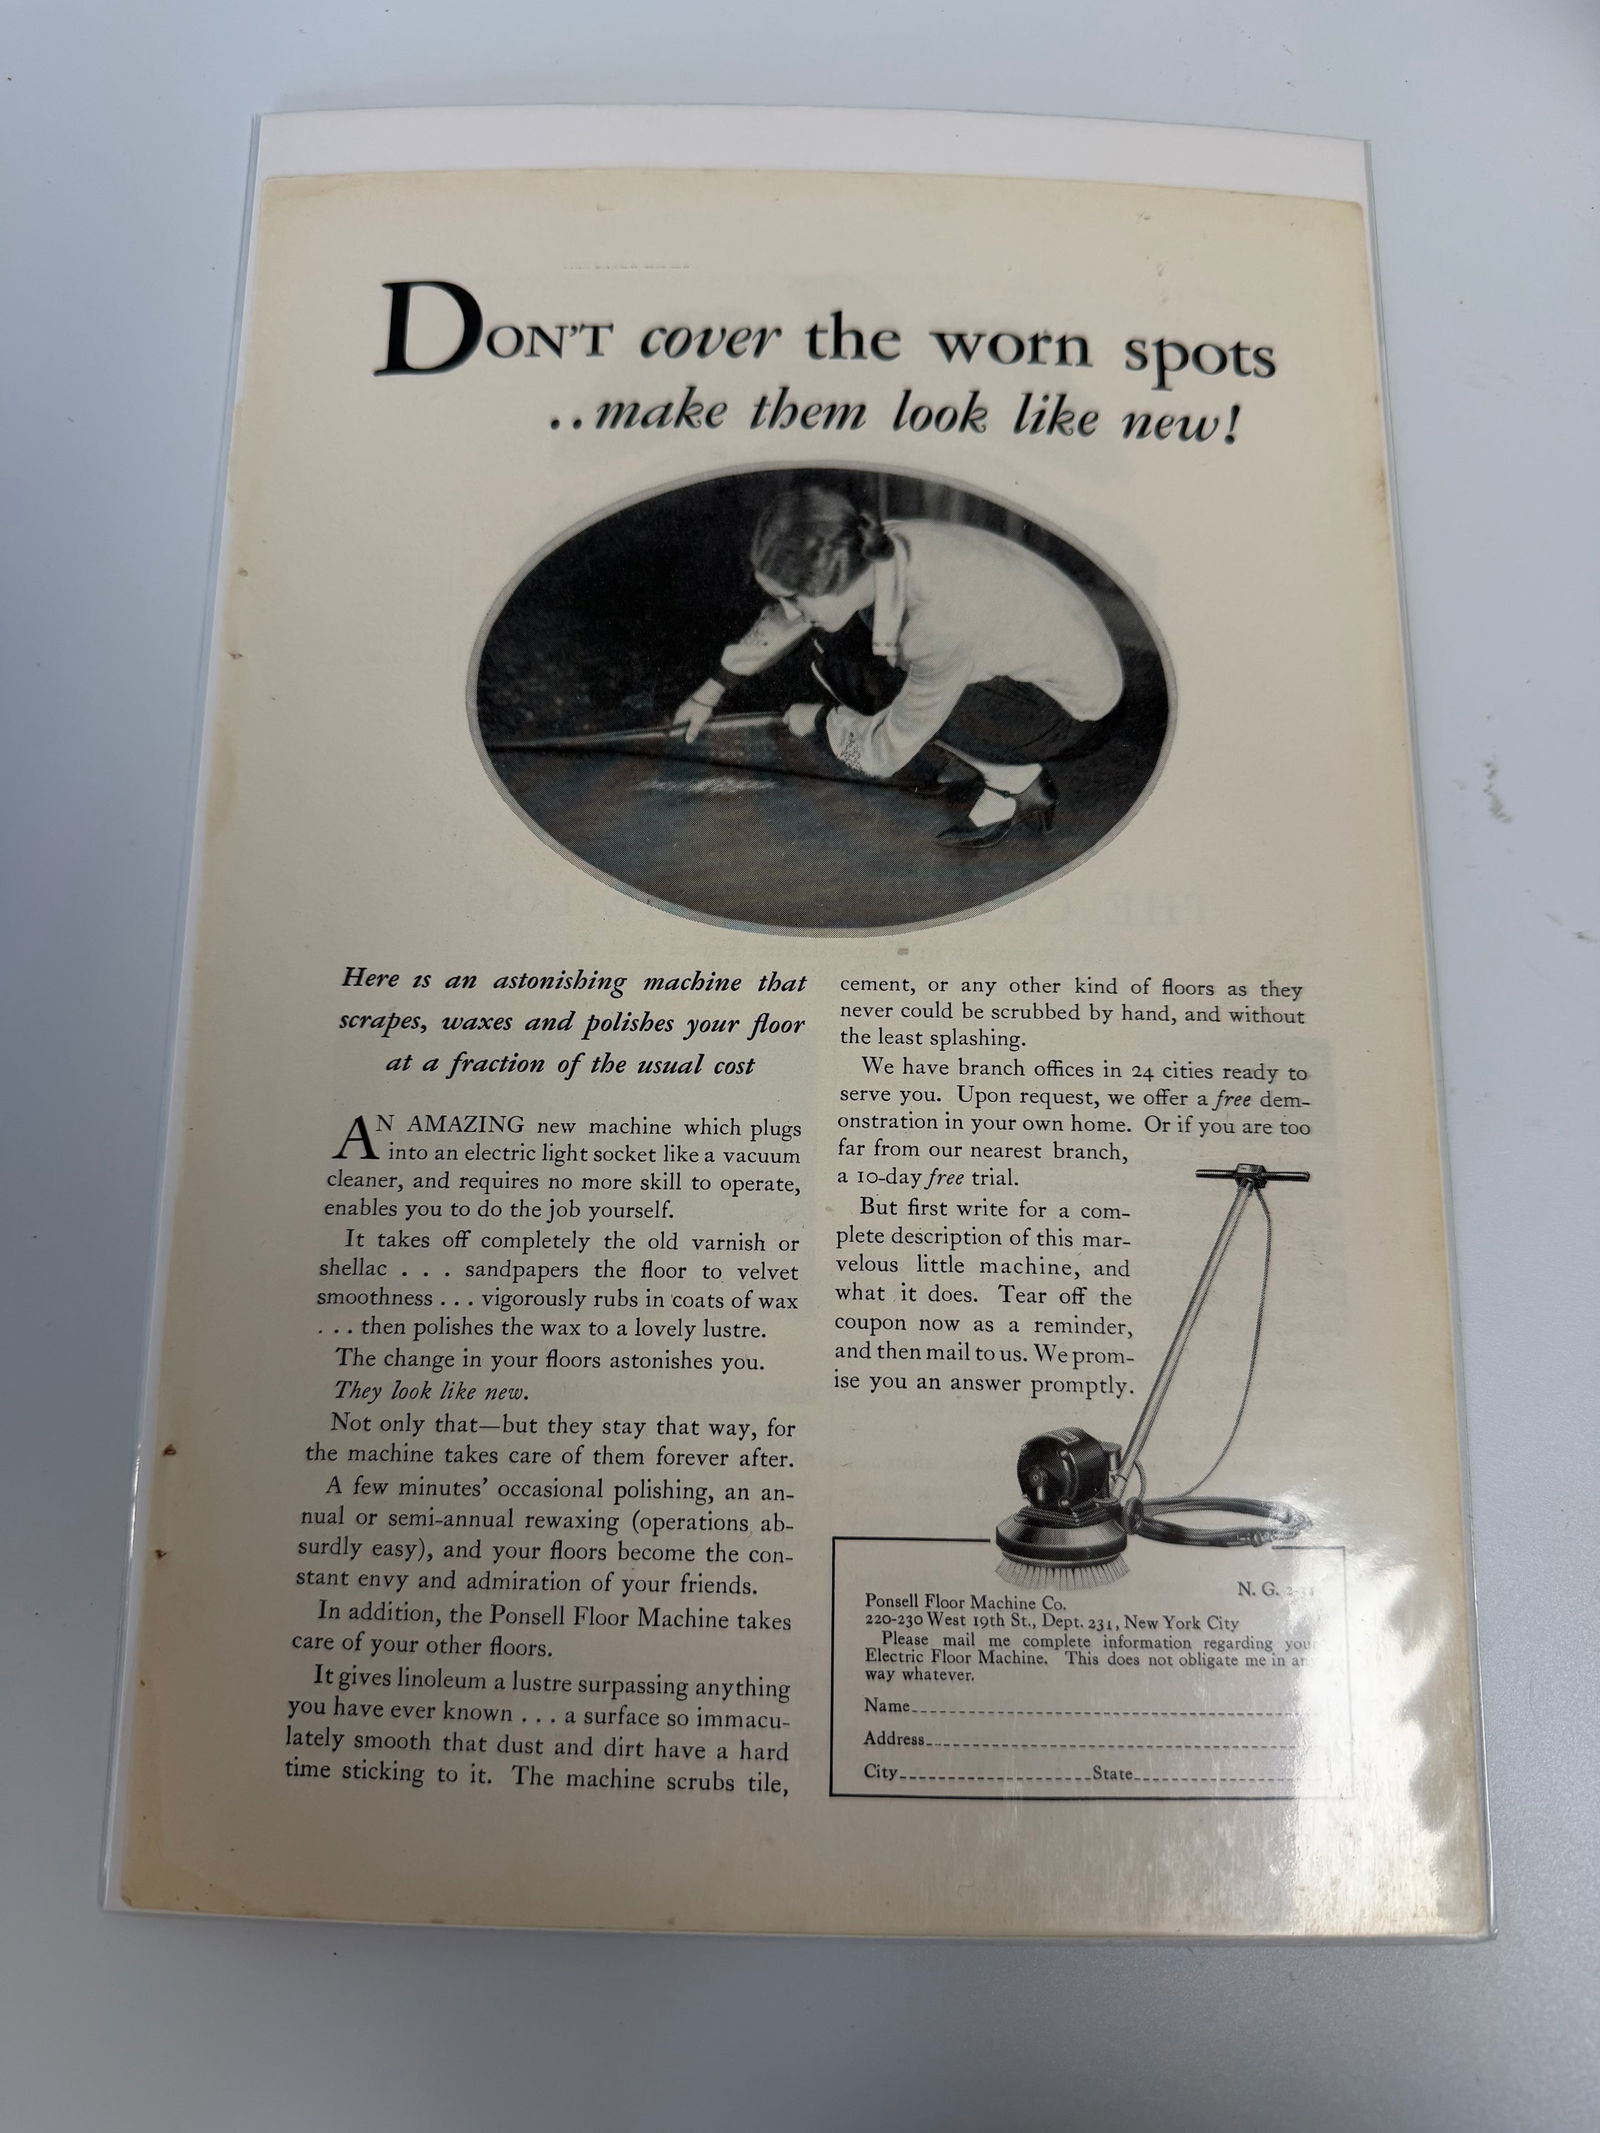 DON'T cover the worn spots
..make them look like new!
Here is an astonishing machine that
scrapes, waxes and polishes your floor
at a fraction of the usual cost
AN AMAZING new machine which plugs
into an electric light socket like a vacuum
cleaner, and requires no more skill to operate,
enables you to do the job yourself.
It takes off completely the old varnish or
shellac . . . sandpapers the floor to velvet
smoothness . . . vigorously rubs in coats of wax
. . . then polishes the wax to a lovely lustre.
The change in your floors astonishes you.
They look like new.
Not only that—but they stay that way, for
the machine takes care of them forever after.
A few minutes' occasional polishing, an an-
nual or semi-annual rewaxing (operations ab-
surdly easy), and your floors become the con-
stant envy and admiration of your friends.
In addition, the Ponsell Floor Machine takes
care of your other floors.
It gives linoleum a lustre surpassing anything
you have ever known . . . a surface so immacu-
lately smooth that dust and dirt have a hard
time sticking to it. The machine scrubs tile,
cement, or any other kind of floors as they
never could be scrubbed by hand, and without
the least splashing.
We have branch offices in 24 cities ready to
serve you. Upon request, we offer a free dem-
onstration in your own home. Or if you are too
far from our nearest branch,
a 10-day free trial.
But first write for a com-
plete description of this mar-
velous little machine, and
what it does. Tear off the
coupon now as a reminder,
and then mail to us. We prom-
ise you an answer promptly.
N. G.
Ponsell Floor Machine Co.
220-230 West 19th St., Dept. 231, New York City
Please mail me complete information regarding your
Electric Floor Machine. This does not obligate me in any
way whatever.
Name
Address
City State